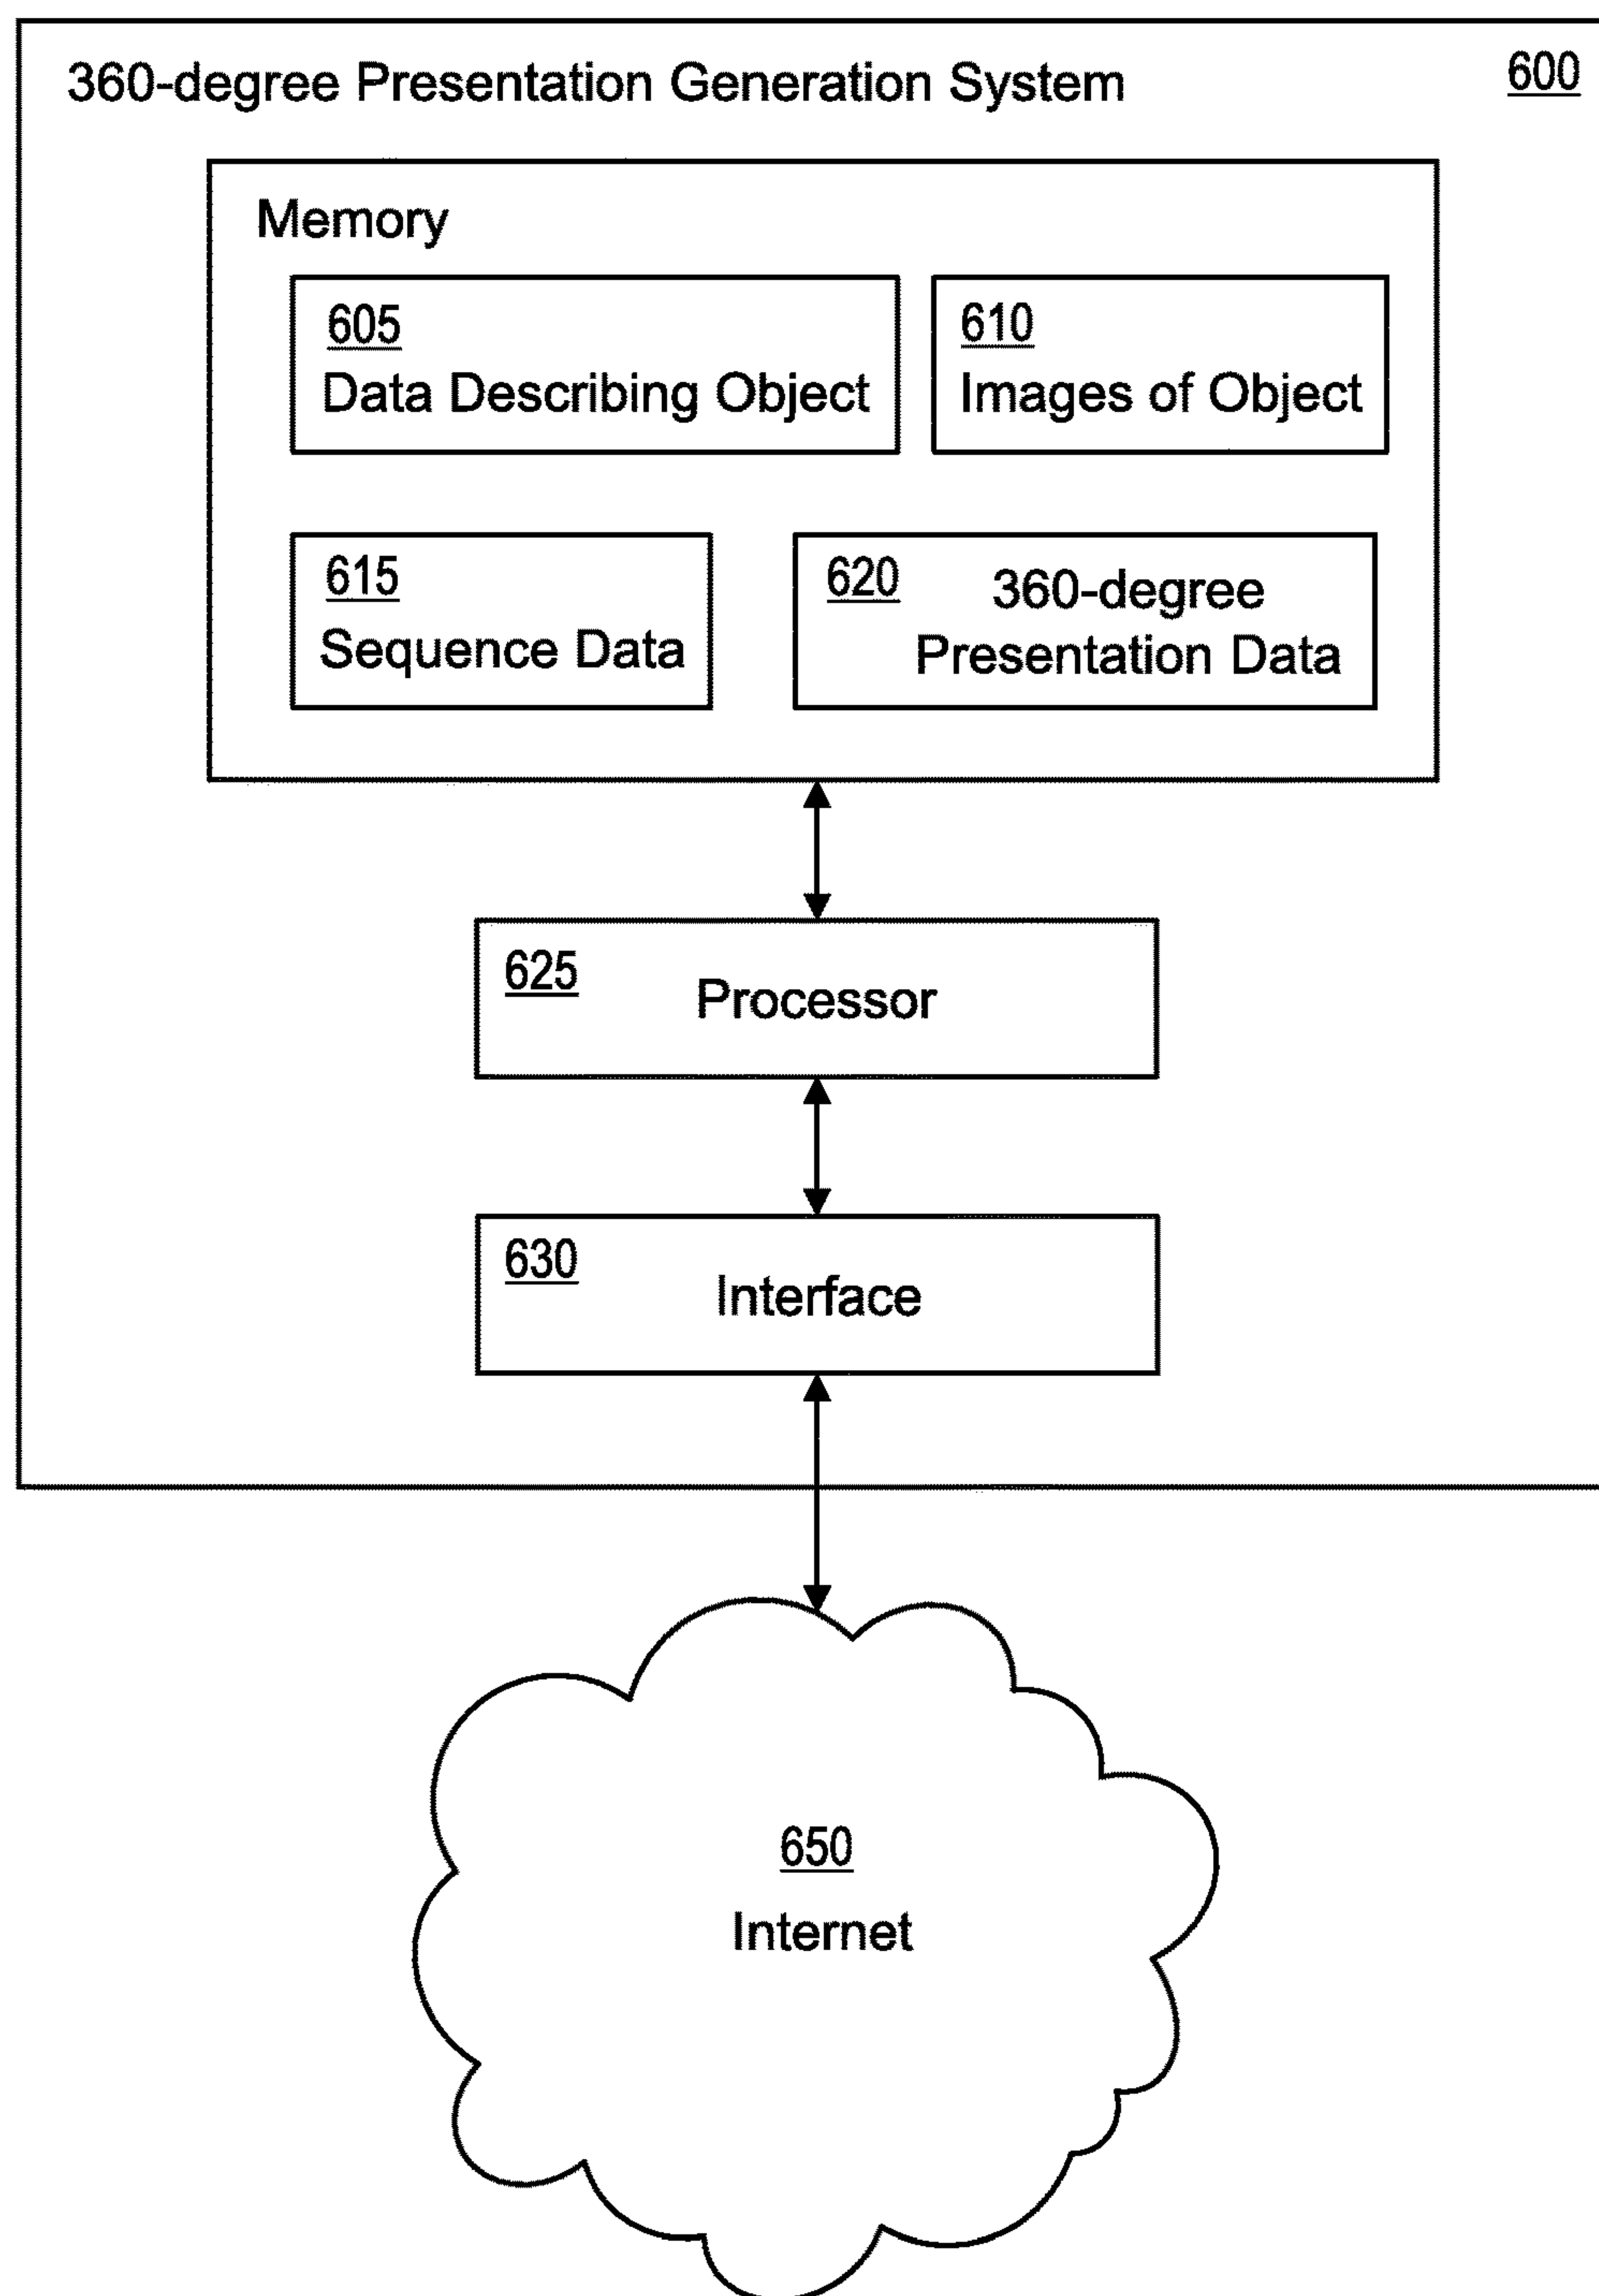 360-degree Presentation Generation System 600
Memory
605
Data Describing Object
610
Images of Object
615
Sequence Data
620 360-degree
Presentation Data
625
Processor
630
Interface
650
Internet